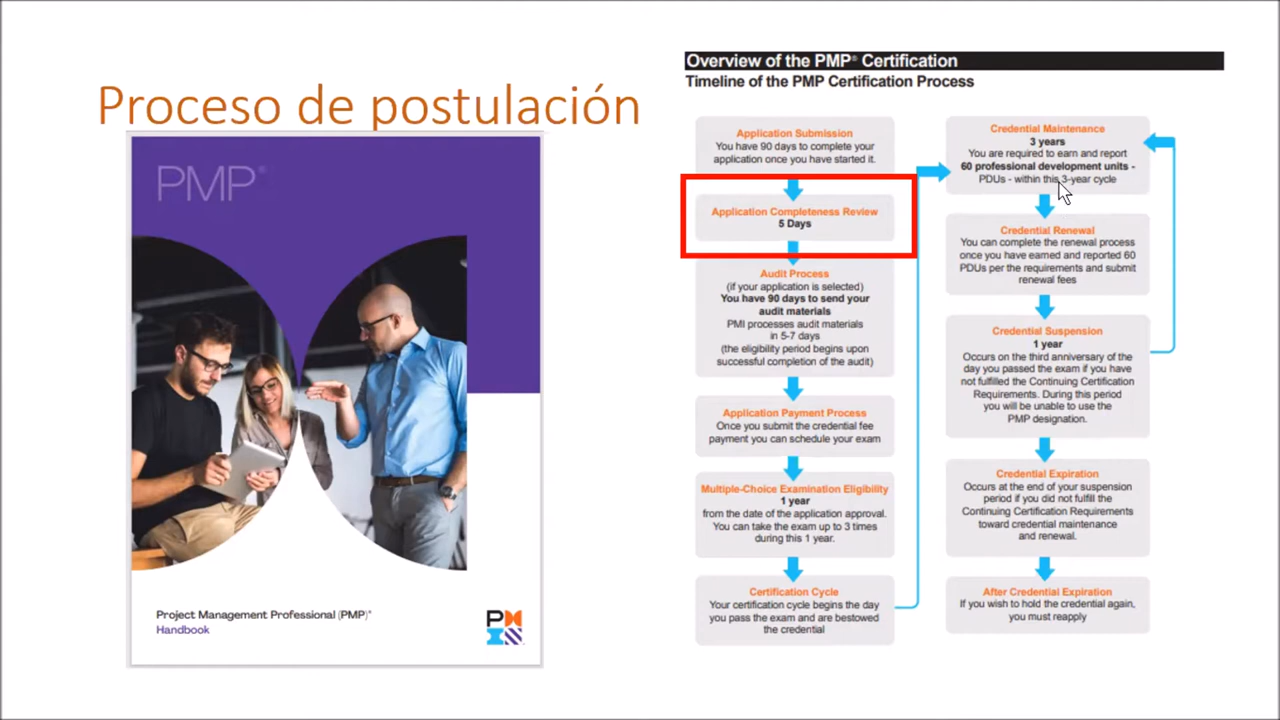 Proceso de postulación
PMP®
Project Management Professional (PMP)®
Handbook
PMI
Overview of the PMP® Certification
Timeline of the PMP Certification Process
Application Submission
You have 90 days to complete your
application once you have started it.
Application Completeness Review
5 Days
Audit Process
(if your application is selected)
You have 90 days to send your
audit materials
PMI processes audit materials
in 5-7 days
(the eligibility period begins upon
successful completion of the audit)
Application Payment Process
Once you submit the credential fee
payment you can schedule your exam
Multiple-Choice Examination Eligibility
1 year
from the date of the application approval.
You can take the exam up to 3 times
during this 1 year.
Certification Cycle
Your certification cycle begins the day
you pass the exam and are bestowed
the credential
Credential Maintenance
3 years
You are required to earn and report
60 professional development units -
PDUs - within this 3-year cycle
Credential Renewal
You can complete the renewal process
once you have earned and reported 60
PDUs per the requirements and submit
renewal fees
Credential Suspension
1 year
Occurs on the third anniversary of the
day you passed the exam if you have
not fulfilled the Continuing Certification
Requirements. During this period
you will be unable to use the
PMP designation.
Credential Expiration
Occurs at the end of your suspension
period if you did not fulfill the
Continuing Certification Requirements
toward credential maintenance
and renewal.
After Credential Expiration
If you wish to hold the credential again,
you must reapply